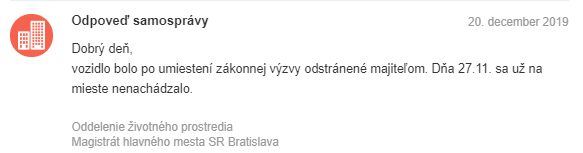 Odpoveď samosprávy
20. december 2019
Dobrý deň,
vozidlo bolo po umiestení zákonnej výzvy odstránené majiteľom. Dňa 27.11. sa už na
mieste nenachádzalo.
Oddelenie životného prostredia
Magistrát hlavného mesta SR Bratislava